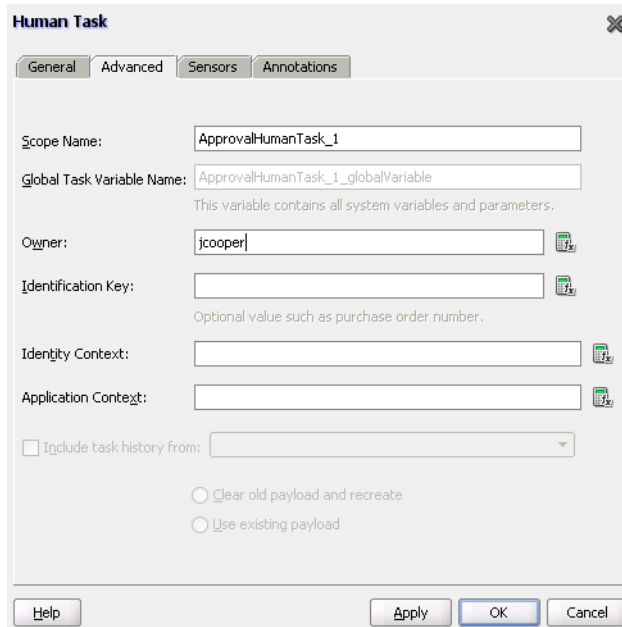 Human Task
General Advanced Sensors Annotations
Scope Name: ApprovalHumanTask_1
Global Task Variable Name: ApprovalHumanTask_1_globalVariable
This variable contains all system variables and parameters.
Owner: jcooper
Identification Key:
Optional value such as purchase order number.
Identity Context:
Application Context:
Include task history from:
Clear old payload and recreate
Use existing payload
Help Apply OK Cancel